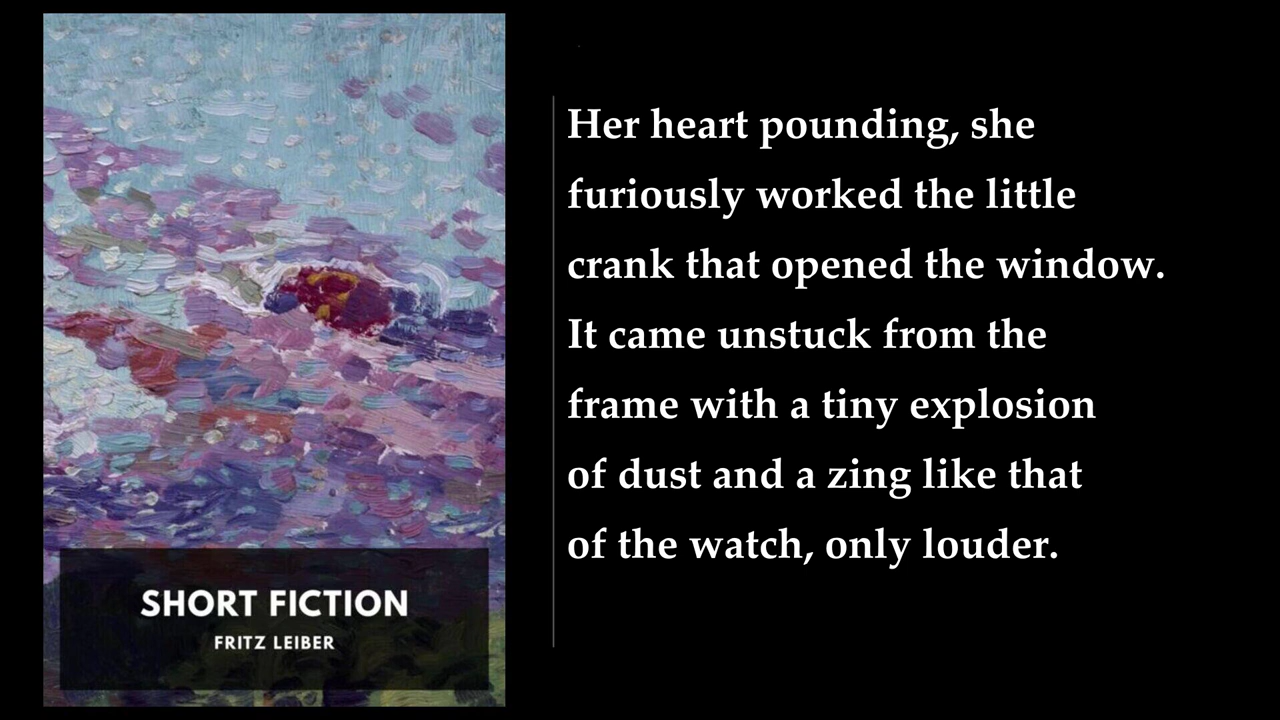 SHORT FICTION
FRITZ LEIBER
Her heart pounding, she
furiously worked the little
crank that opened the window.
It came unstuck from the
frame with a tiny explosion
of dust and a zing like that
of the watch, only louder.